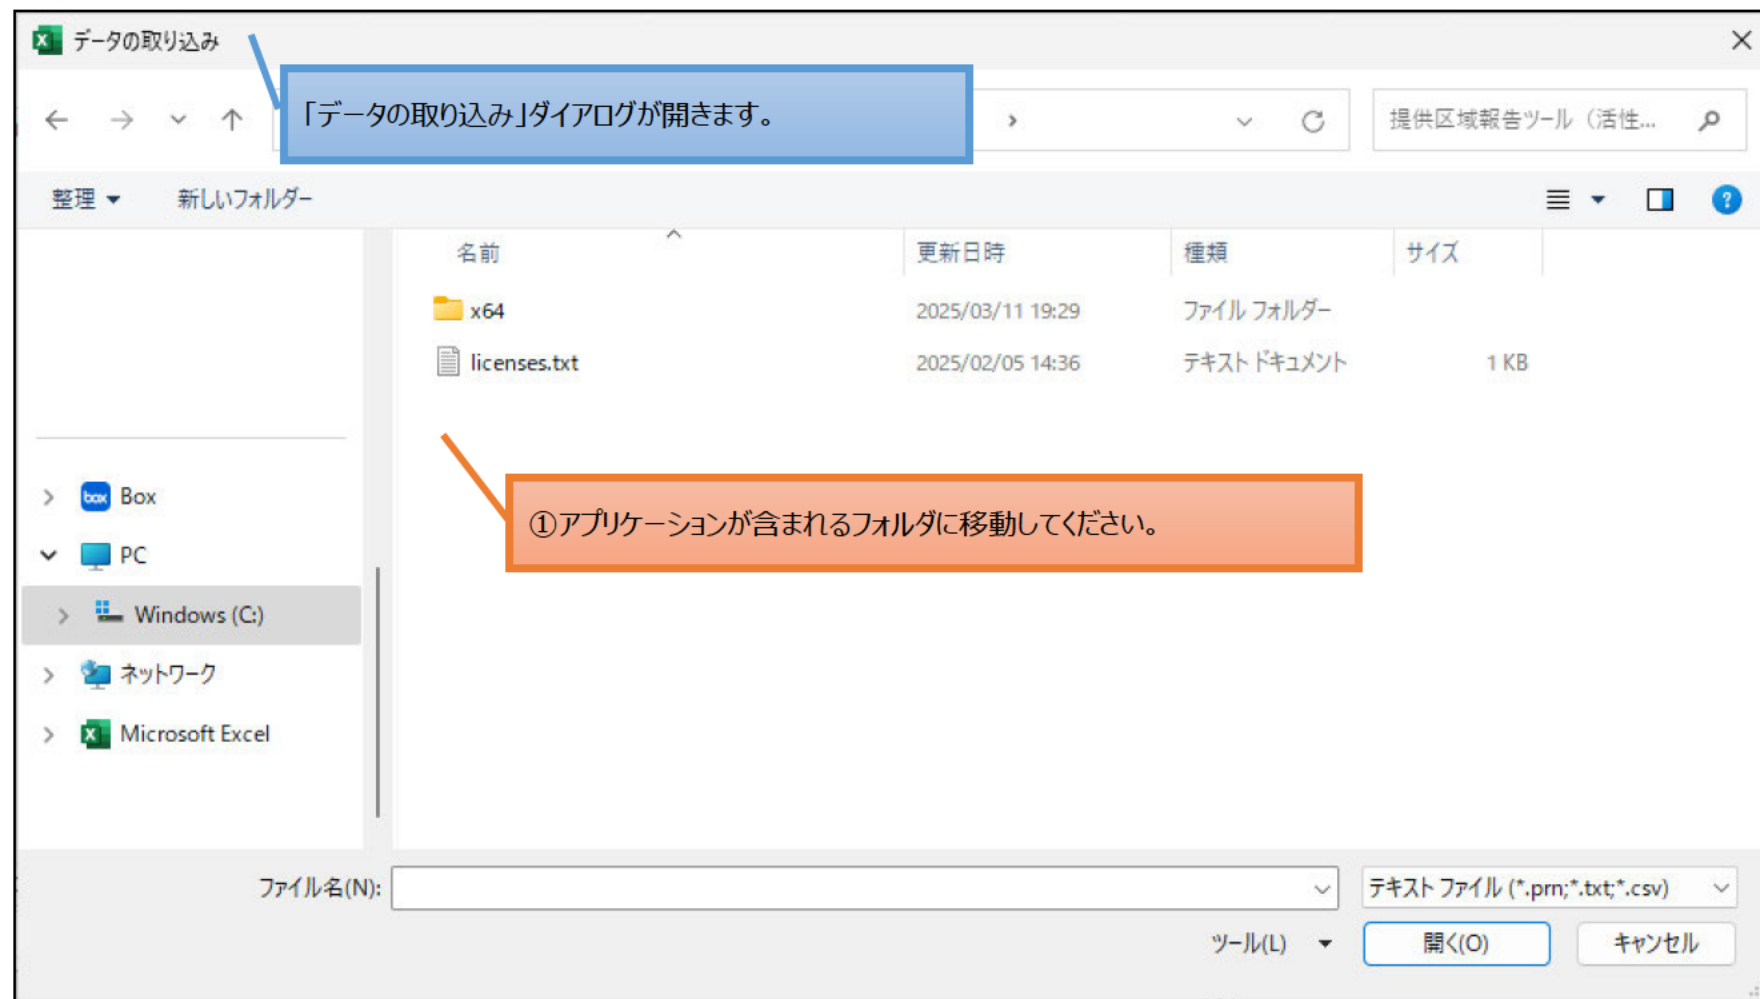 データの取り込み
「データの取り込み」ダイアログが開きます。
提供区域報告ツール（活性...
整理 新しいフォルダー
名前 更新日時 種類 サイズ
x64 2025/03/11 19:29 ファイル フォルダー
licenses.txt 2025/02/05 14:36 テキスト ドキュメント 1 KB
①アプリケーションが含まれるフォルダに移動してください。
box Box
PC
Windows (C:)
ネットワーク
Microsoft Excel
ファイル名(N): テキスト ファイル (*.prn;*.txt;*.csv)
ツール(L) 開く(O) キャンセル